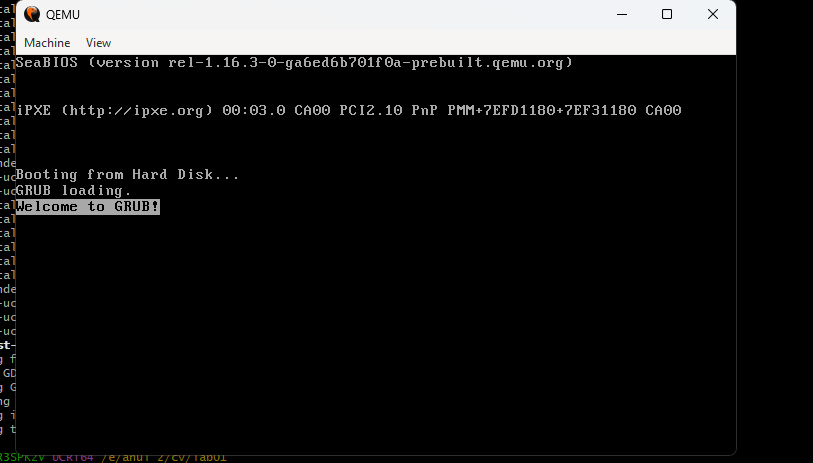 QEMU
Machine View
SeaBIOS (version rel-1.16.3-0-ga6ed6b701f0a-prebuilt.qemu.org)
iPXE (http://ipxe.org) 00:03.0 CA00 PCI2.10 PnP PMM+7EFD1180+7EF31180 CA00
Booting from Hard Disk...
GRUB loading.
Welcome to GRUB!